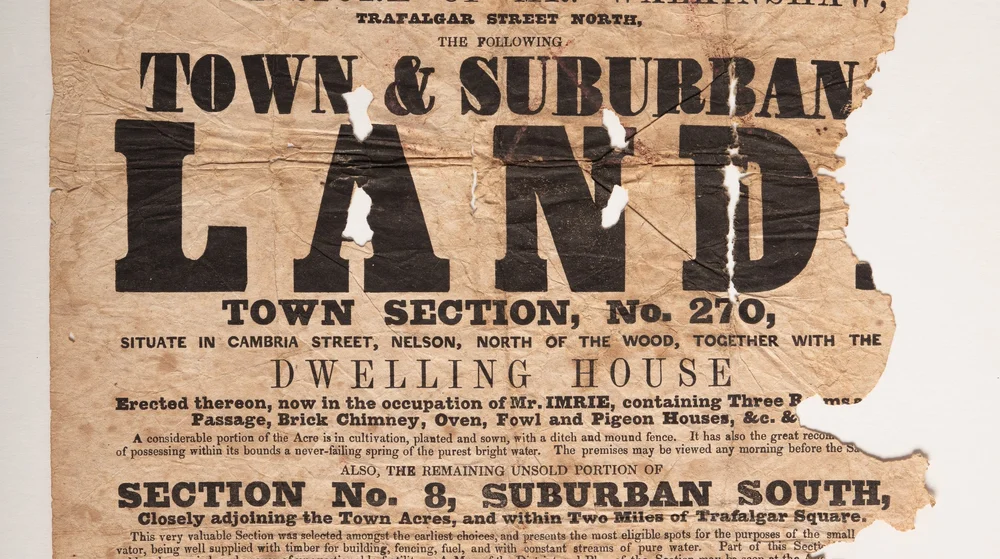 OF Mr. WALKINSHAW,
TRAFALGAR STREET NORTH,
THE FOLLOWING
TOWN & SUBURBAN
LAND.
TOWN SECTION, No. 270,
SITUATE IN CAMBRIA STREET, NELSON, NORTH OF THE WOOD, TOGETHER WITH THE
DWELLING HOUSE
Erected thereon, now in the occupation of Mr. IMRIE, containing Three
Passage, Brick Chimney, Oven, Fowl and Pigeon Houses, &c. &
A considerable portion of the Acre is in cultivation, planted and sown, with a ditch and mound fence. It has also the great
of possessing within its bounds a never-failing spring of the purest bright water. The premises may be viewed any morning before the
ALSO, THE REMAINING UNSOLD PORTION OF
SECTION No. 8, SUBURBAN SOUTH,
Closely adjoining the Town Acres, and within Two Miles of Trafalgar Square.
This very valuable Section was selected amongst the earliest choices, and presents the most eligible spots for the purposes of the small
vator, being well supplied with timber for building, fencing, fuel, and with constant streams of pure water. Part of this